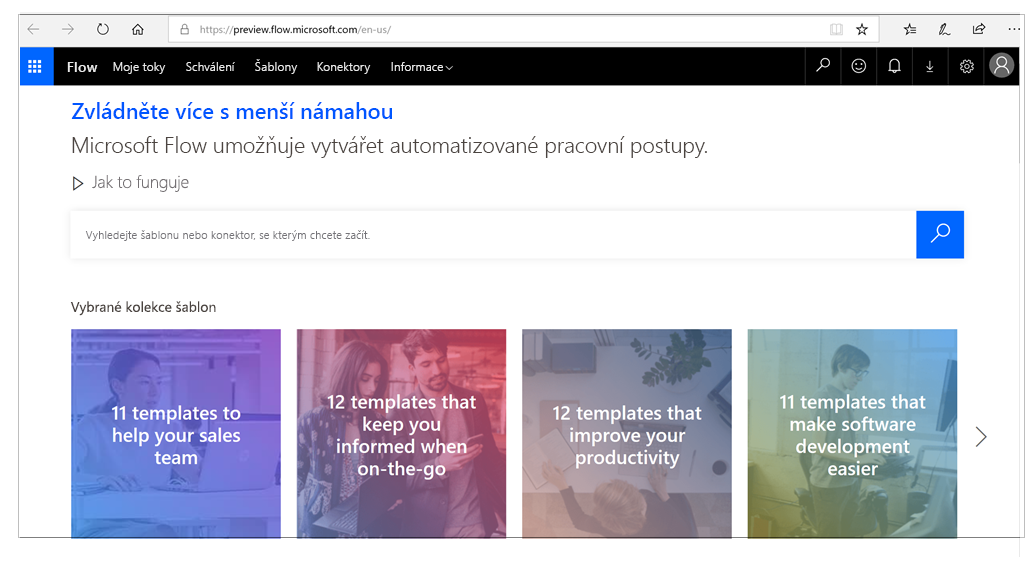 https://preview.flow.microsoft.com/en-us/
Flow Moje toky Schválení Šablony Konektory Informace
Zvládněte více s menší námahou
Microsoft Flow umožňuje vytvářet automatizované pracovní postupy.
Jak to funguje
Vyhledejte šablonu nebo konektor, se kterým chcete začít.
Vybrané kolekce šablon
11 templates to
help your sales
team
12 templates that
keep you
informed when
on-the-go
12 templates that
improve your
productivity
11 templates that
make software
development
easier